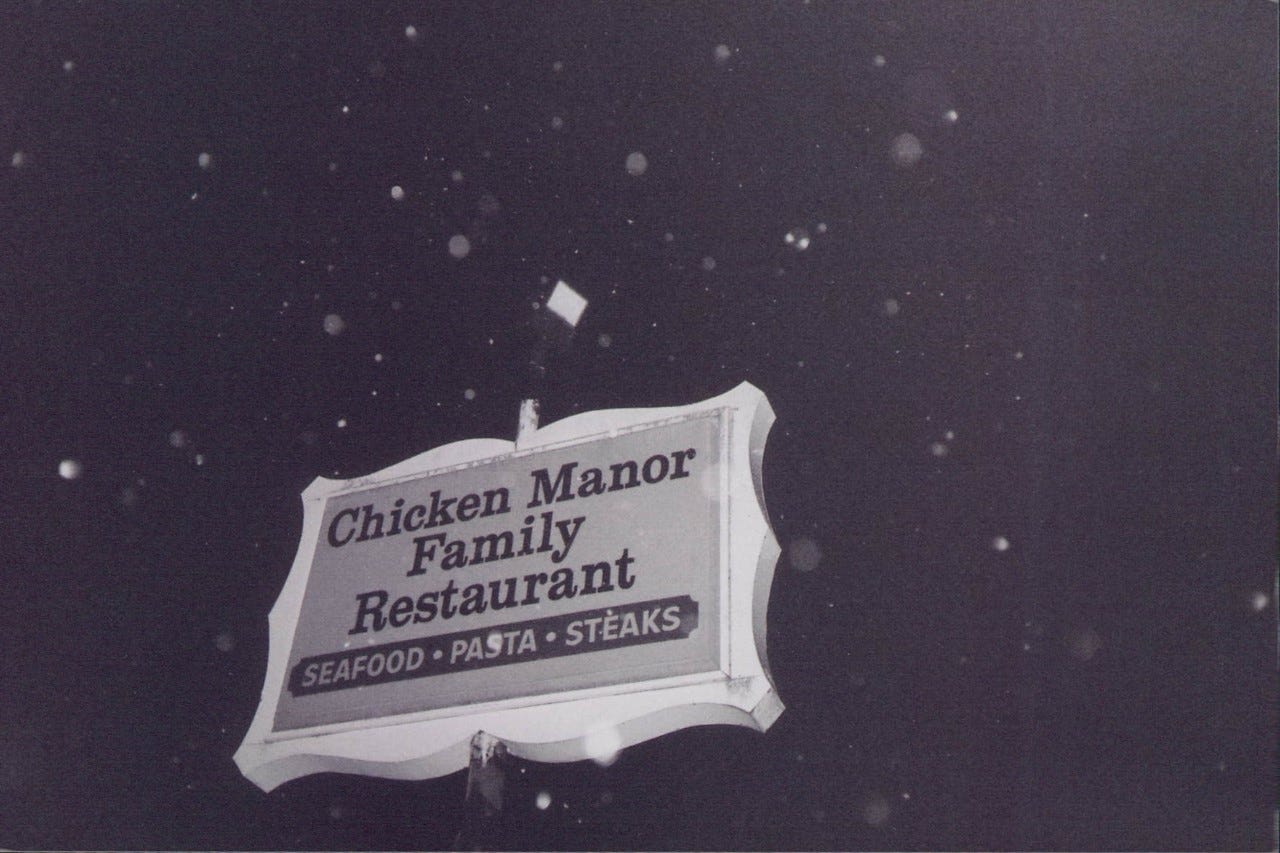 Chicken Manor
Family
Restaurant
SEAFOOD • PASTA • STEAKS